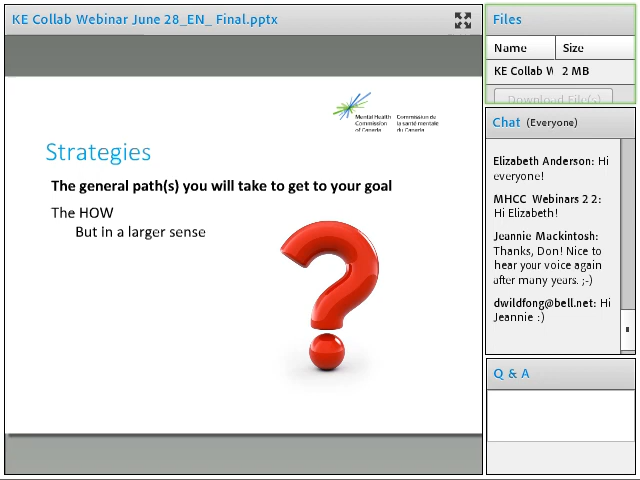 KE Collab Webinar June 28_EN_ Final.pptx
Mental Health Commission of Canada
Commission de la santé mentale du Canada
Strategies
The general path(s) you will take to get to your goal
The HOW
But in a larger sense
Files
Name Size
KE Collab W 2 MB
Download File(s)
Chat (Everyone)
Elizabeth Anderson: Hi
everyone!
MHCC Webinars 2 2:
Hi Elizabeth!
Jeannie Mackintosh:
Thanks, Don! Nice to
hear your voice again
after many years. ;-)
dwildfong@bell.net: Hi
Jeannie :)
Q & A